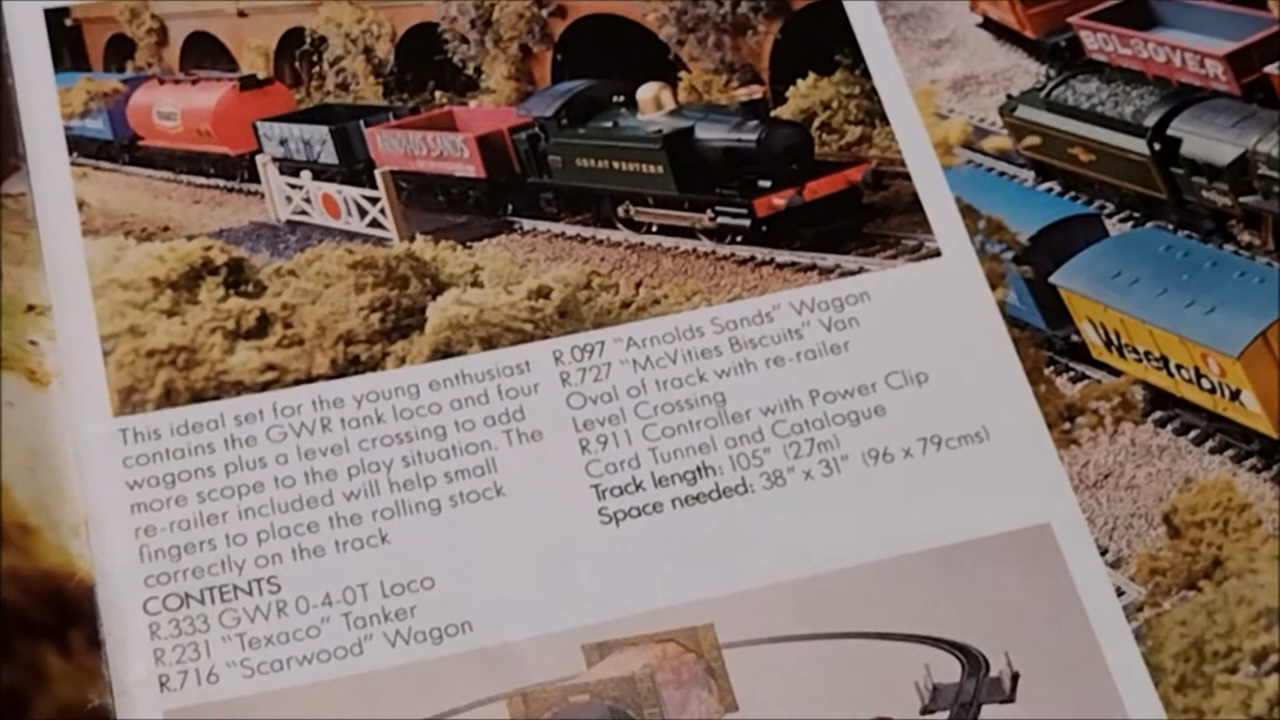 TEXACO
ARNOLDS SANDS
GREAT WESTERN
BOLSOVER
Weetabix
This ideal set for the young enthusiast
contains the GWR tank loco and four
wagons plus a level crossing to add
more scope to the play situation. The
re-railer included will help small
fingers to place the rolling stock
correctly on the track
CONTENTS
R.333 GWR 0-4-0T Loco
R.231 "Texaco" Tanker
R.716 "Scarwood" Wagon
R.097 "Arnolds Sands" Wagon
R.727 "McVities Biscuits" Van
Oval of track with re-railer
Level Crossing
R.911 Controller with Power Clip
Card Tunnel and Catalogue
Track length: 105" (27m)
Space needed: 38" x 31" (96 x 79cms)